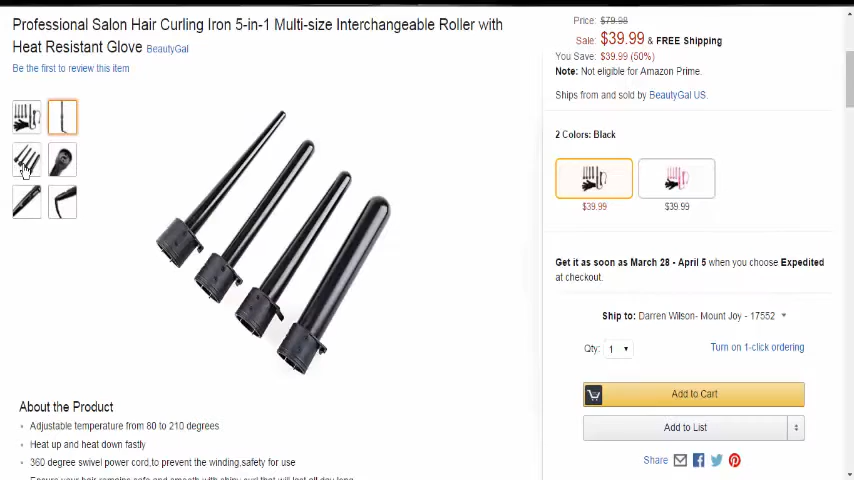 Professional Salon Hair Curling Iron 5-in-1 Multi-size Interchangeable Roller with
Heat Resistant Glove BeautyGal
Be the first to review this item
Price: $79.98
Sale: $39.99 & FREE Shipping
You Save: $39.99 (50%)
Note: Not eligible for Amazon Prime.
Ships from and sold by BeautyGal US.
2 Colors: Black
$39.99
$39.99
Get it as soon as March 28 - April 5 when you choose Expedited
at checkout.
Ship to: Darren Wilson- Mount Joy - 17552
Qty: 1
Turn on 1-click ordering
Add to Cart
Add to List
Share
About the Product
Adjustable temperature from 80 to 210 degrees
Heat up and heat down fastly
360 degree swivel power cord,to prevent the winding,safety for use